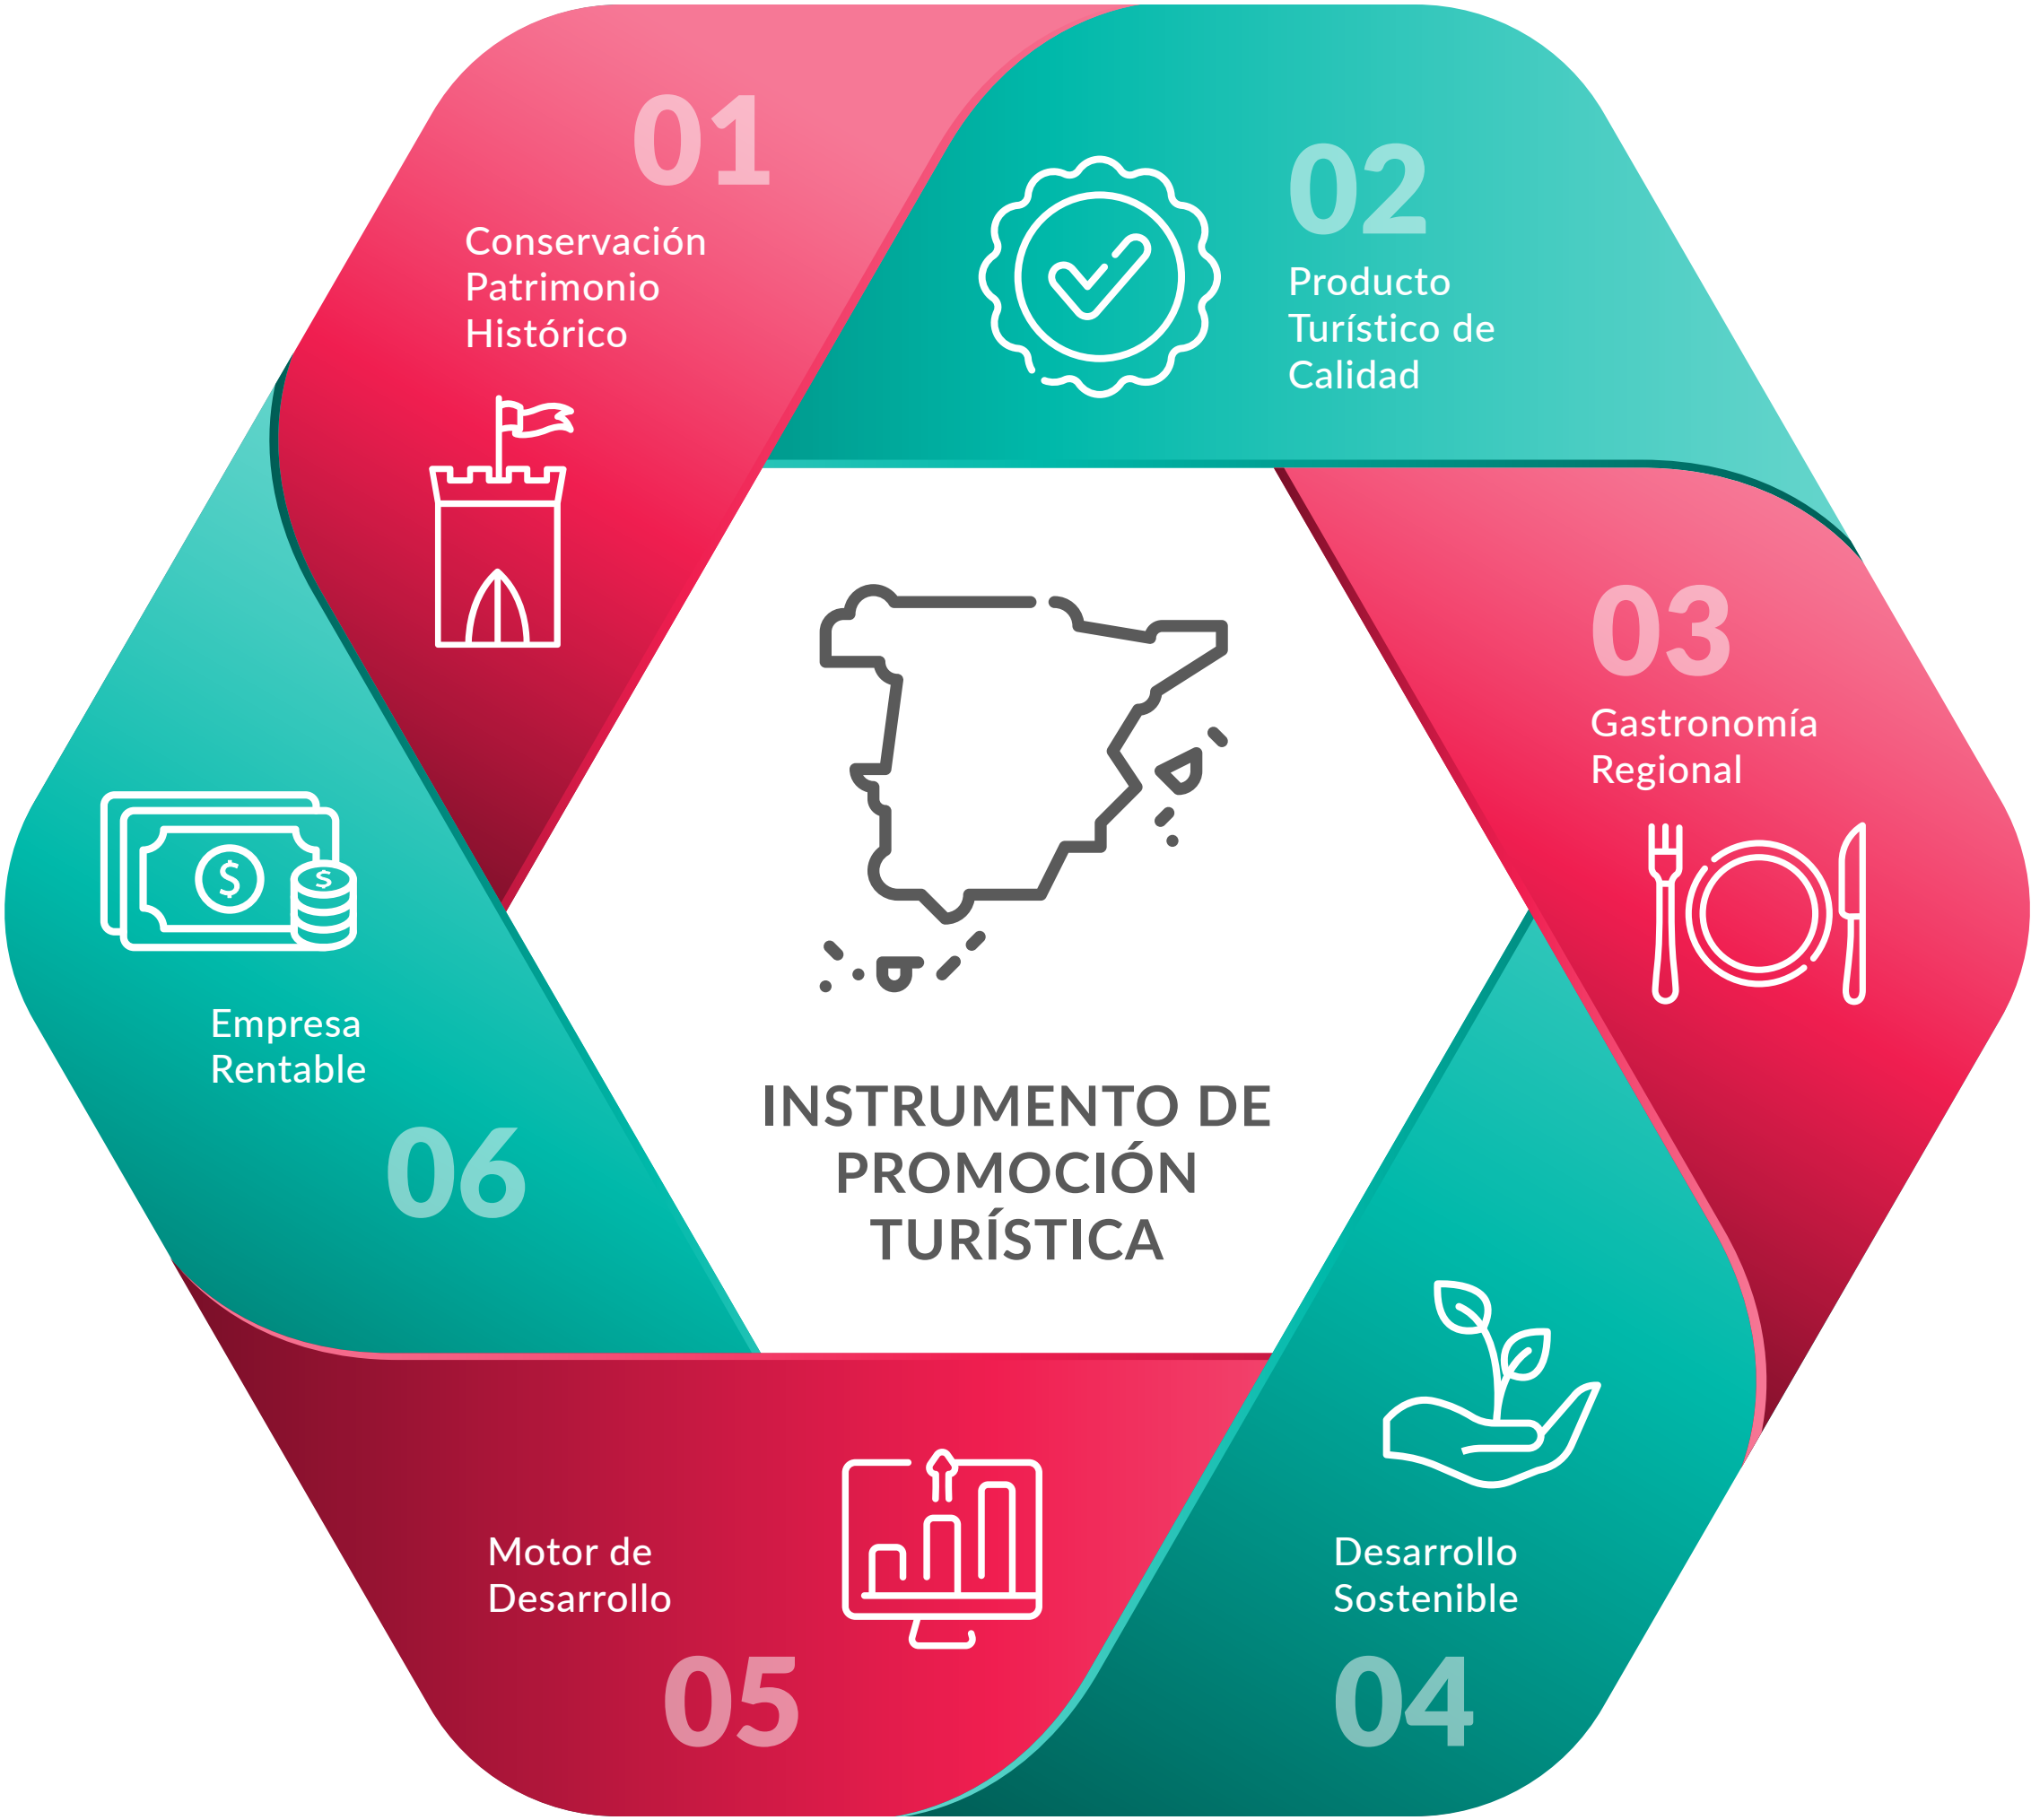 01
Conservación
Patrimonio
Histórico
02
Producto
Turístico de
Calidad
03
Gastronomía
Regional
INSTRUMENTO DE
PROMOCIÓN
TURÍSTICA
Desarrollo
Sostenible
04
Motor de
Desarrollo
05
$
$
Empresa
Rentable
06